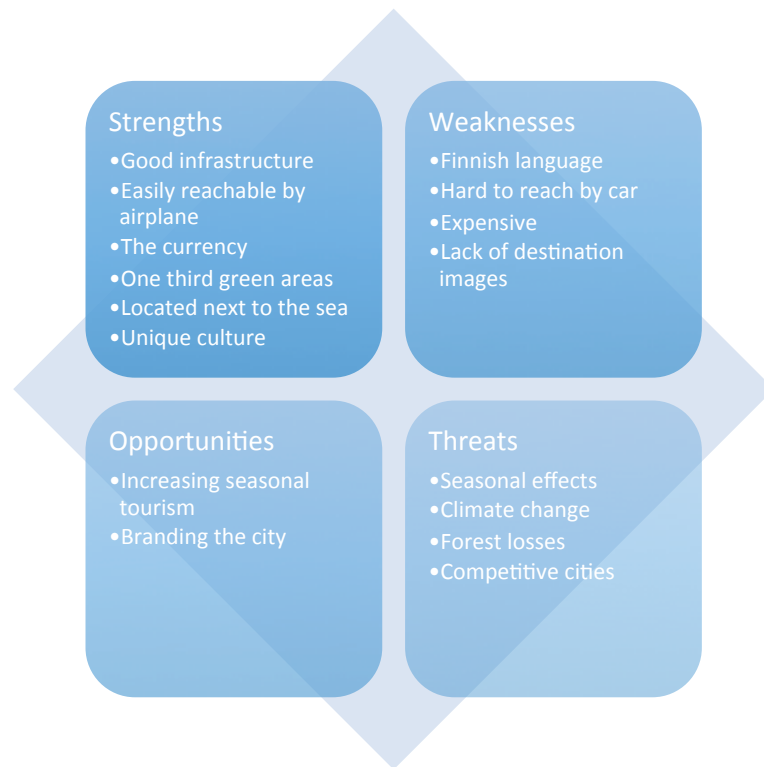 Strengths
•Good infrastructure
•Easily reachable by
airplane
•The currency
•One third green areas
•Located next to the sea
•Unique culture
Weaknesses
•Finnish language
•Hard to reach by car
•Expensive
•Lack of destination
images
Opportunities
•Increasing seasonal
tourism
•Branding the city
Threats
•Seasonal effects
•Climate change
•Forest losses
•Competitive cities